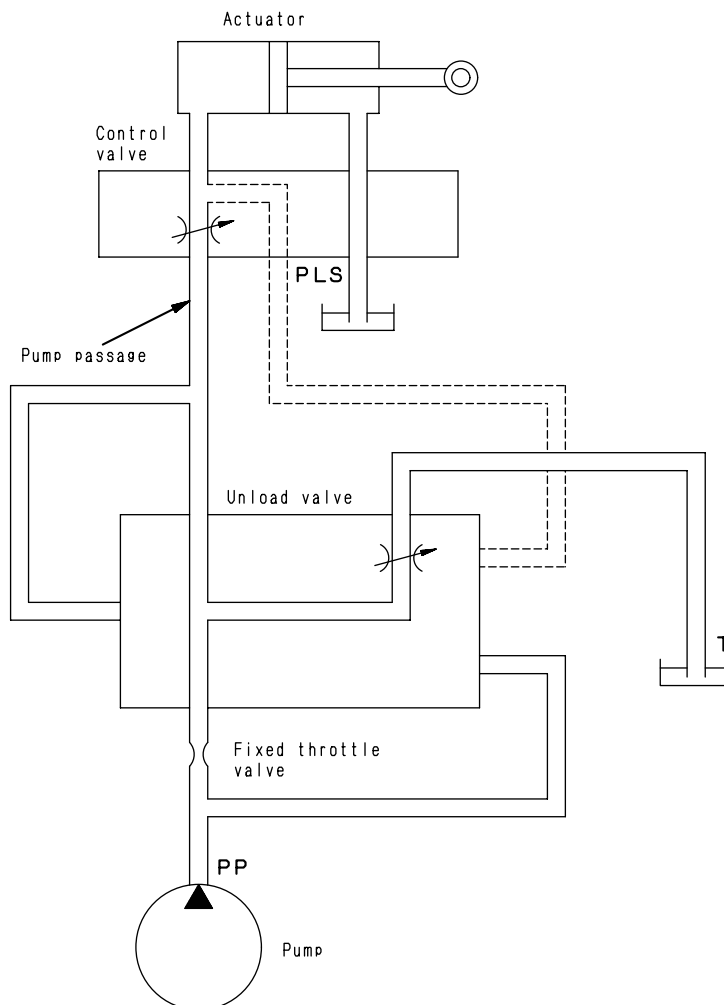 Actuator
Control
valve
PLS
Pump passage
Unload valve
T
Fixed throttle
valve
PP
Pump